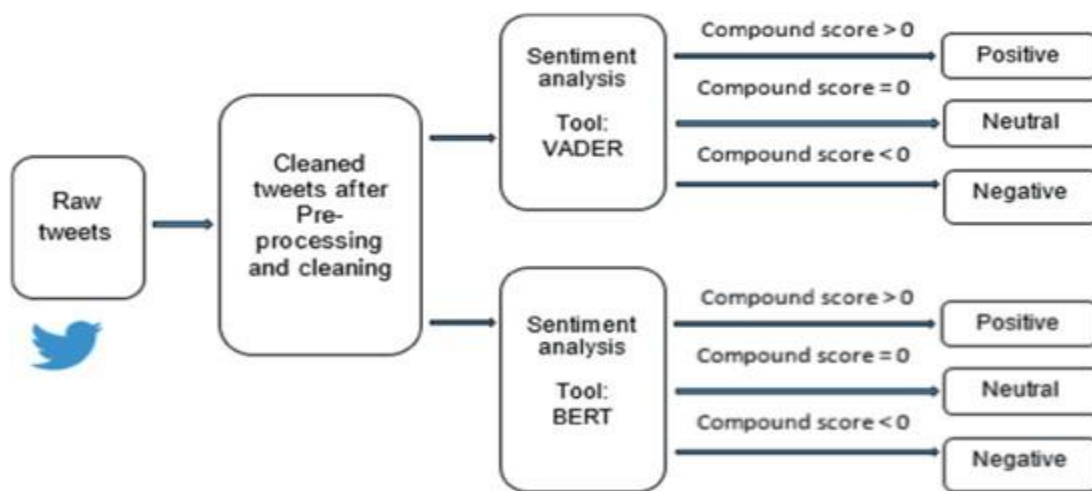 Raw
tweets
Cleaned
tweets after
Pre-
processing
and cleaning
Sentiment
analysis
Tool:
VADER
Compound score > 0
Positive
Compound score = 0
Neutral
Compound score < 0
Negative
Sentiment
analysis
Tool:
BERT
Compound score > 0
Positive
Compound score = 0
Neutral
Compound score < 0
Negative